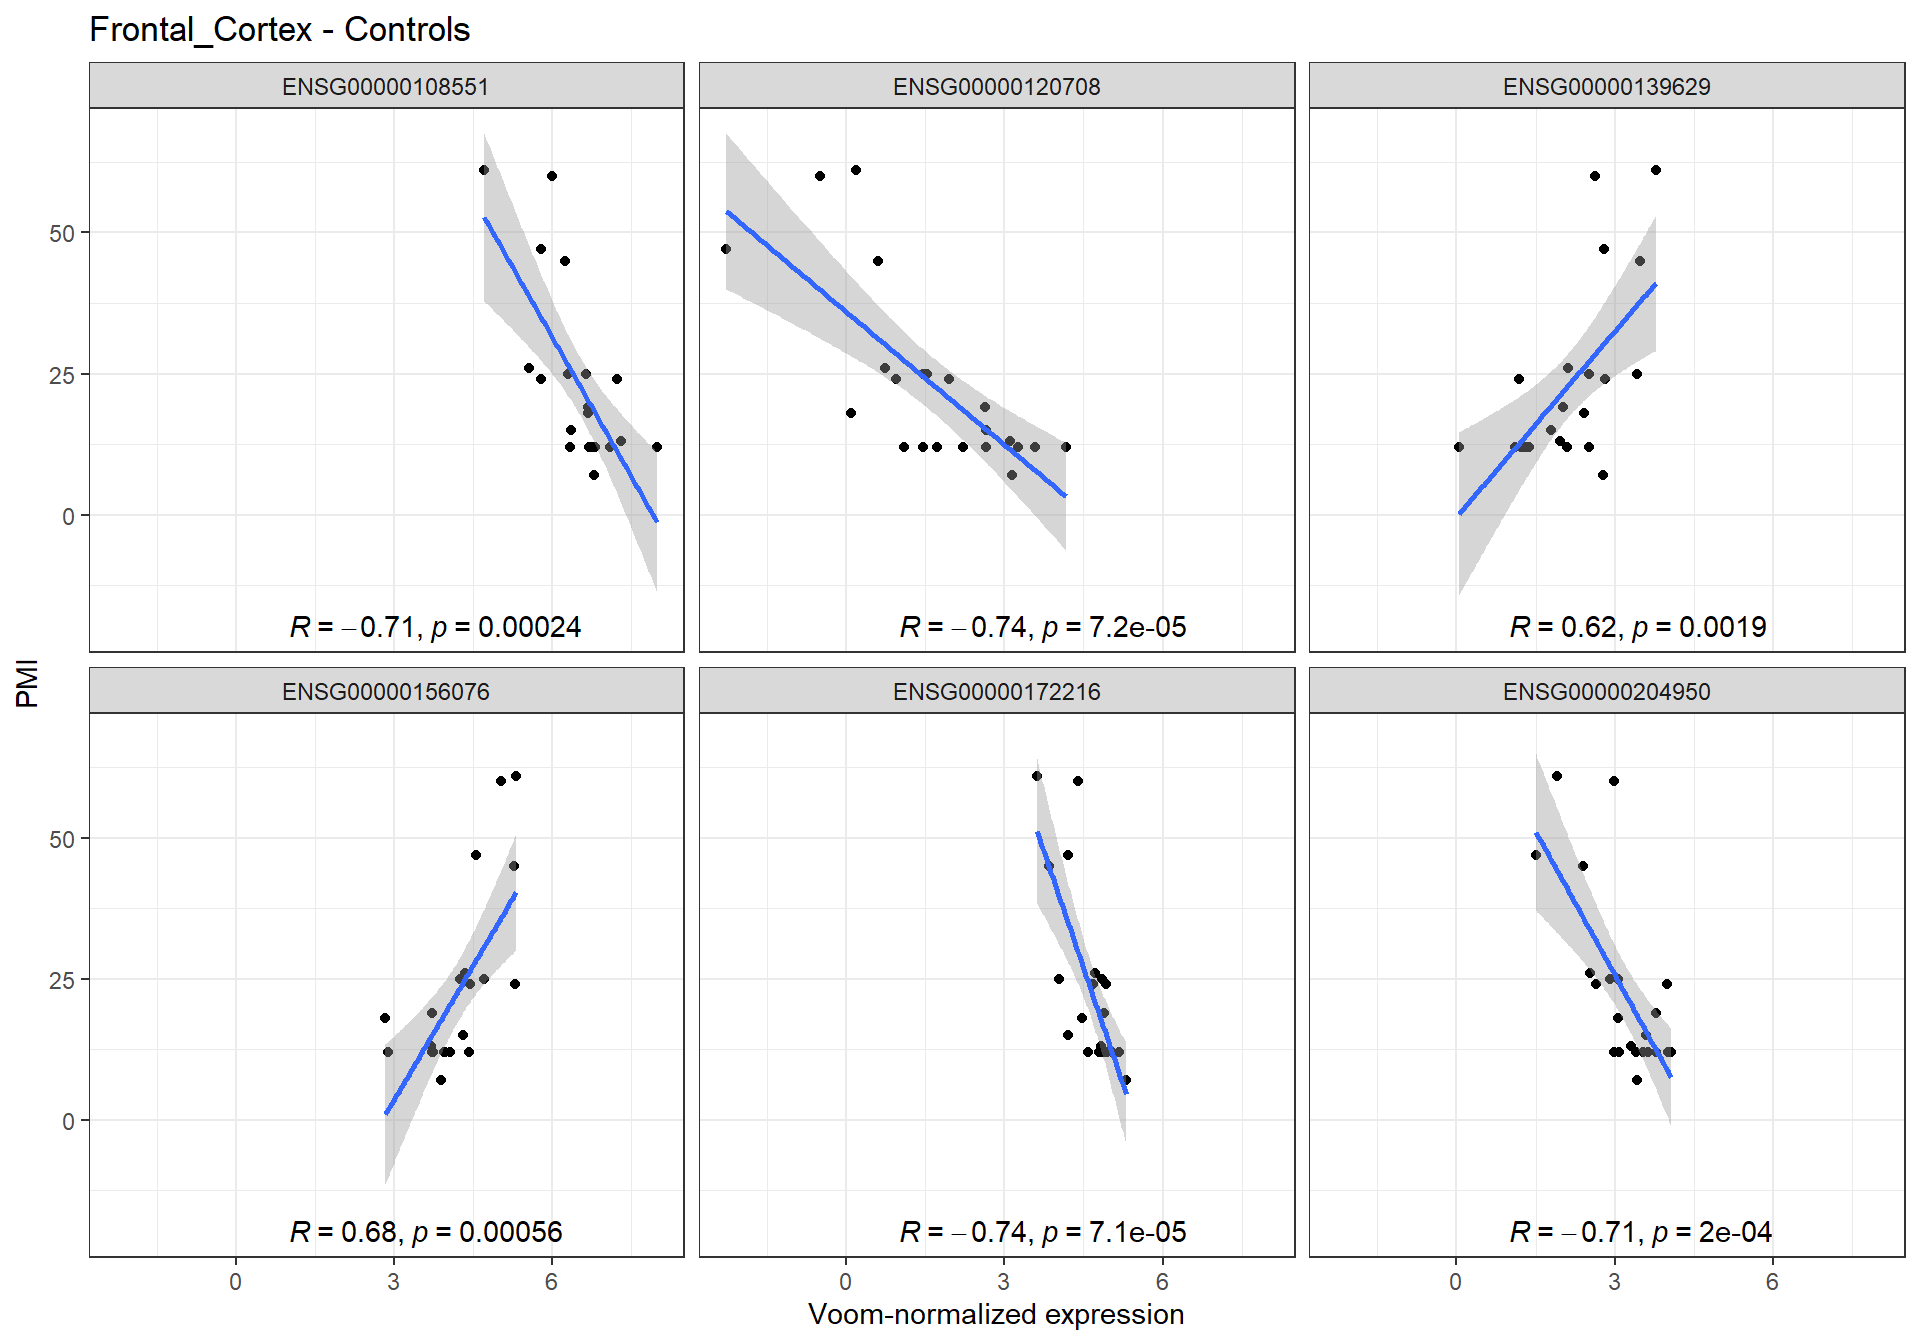 Frontal_Cortex - Controls
ENSG00000108551
ENSG00000120708
ENSG00000139629
50
25
0
R = −0.71, p = 0.00024
R = −0.74, p = 7.2e-05
R = 0.62, p = 0.0019
PMI
ENSG00000156076
ENSG00000172216
ENSG00000204950
50
25
0
R = 0.68, p = 0.00056
R = −0.74, p = 7.1e-05
R = −0.71, p = 2e-04
0 3 6
0 3 6
0 3 6
Voom-normalized expression